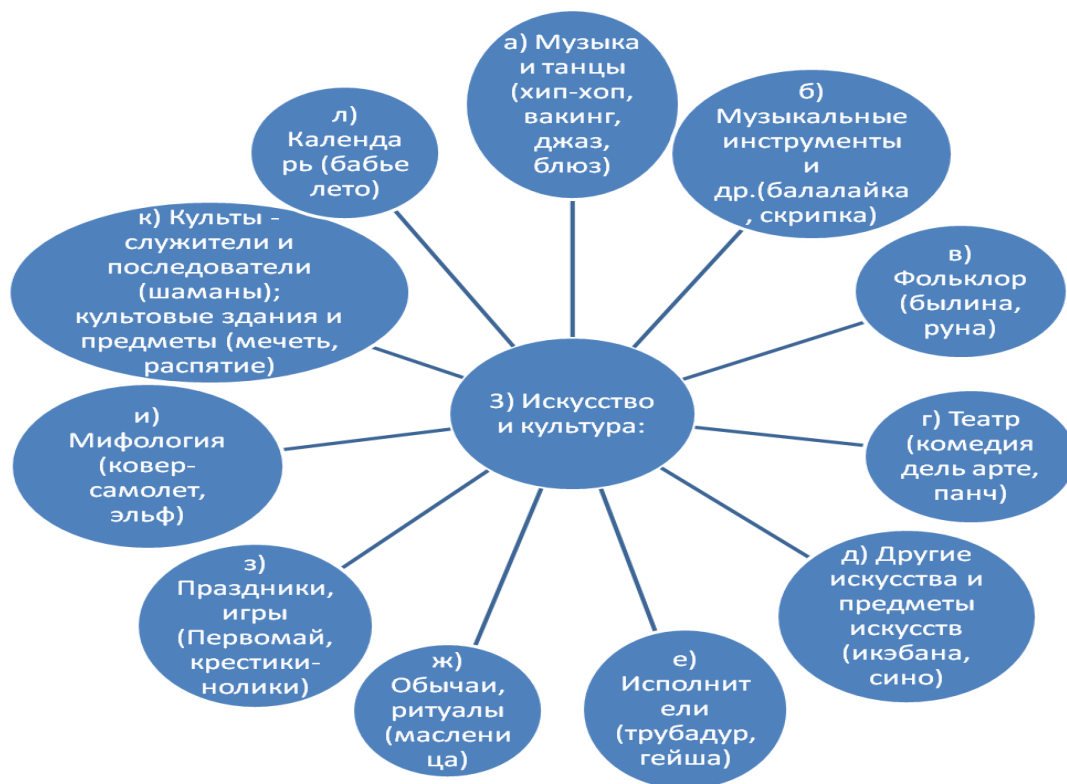 а) Музыка
и танцы
(хип-хоп,
вакинг,
джаз,
блюз)
б)
Музыкальные
инструменты
и
др.(балалайка
, скрипка)
в)
Фольклор
(былина,
руна)
г) Театр
(комедия
дель арте,
панч)
д) Другие
искусства и
предметы
искусств
(икэбана,
сино)
е)
Исполнит
ели
(трубадур,
гейша)
ж)
Обычаи,
ритуалы
(маслени
ца)
з)
Праздники,
игры
(Первомай,
крестики-
нолики)
и)
Мифология
(ковер-
самолет,
эльф)
к) Культы -
служители и
последователи
(шаманы);
культовые здания и
предметы (мечеть,
распятие)
л)
Календа
рь (бабье
лето)
3) Искусство
и культура: